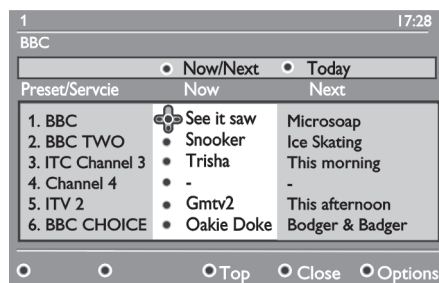 1 17:28
BBC
Now/Next Today
Preset/Servcie Now Next
1. BBC See it saw Microsoap
2. BBC TWO Snooker Ice Skating
3. ITC Channel 3 Trisha This morning
4. Channel 4 - -
5. ITV 2 Gmtv2 This afternoon
6. BBC CHOICE Oakie Doke Bodger & Badger
Top Close Options